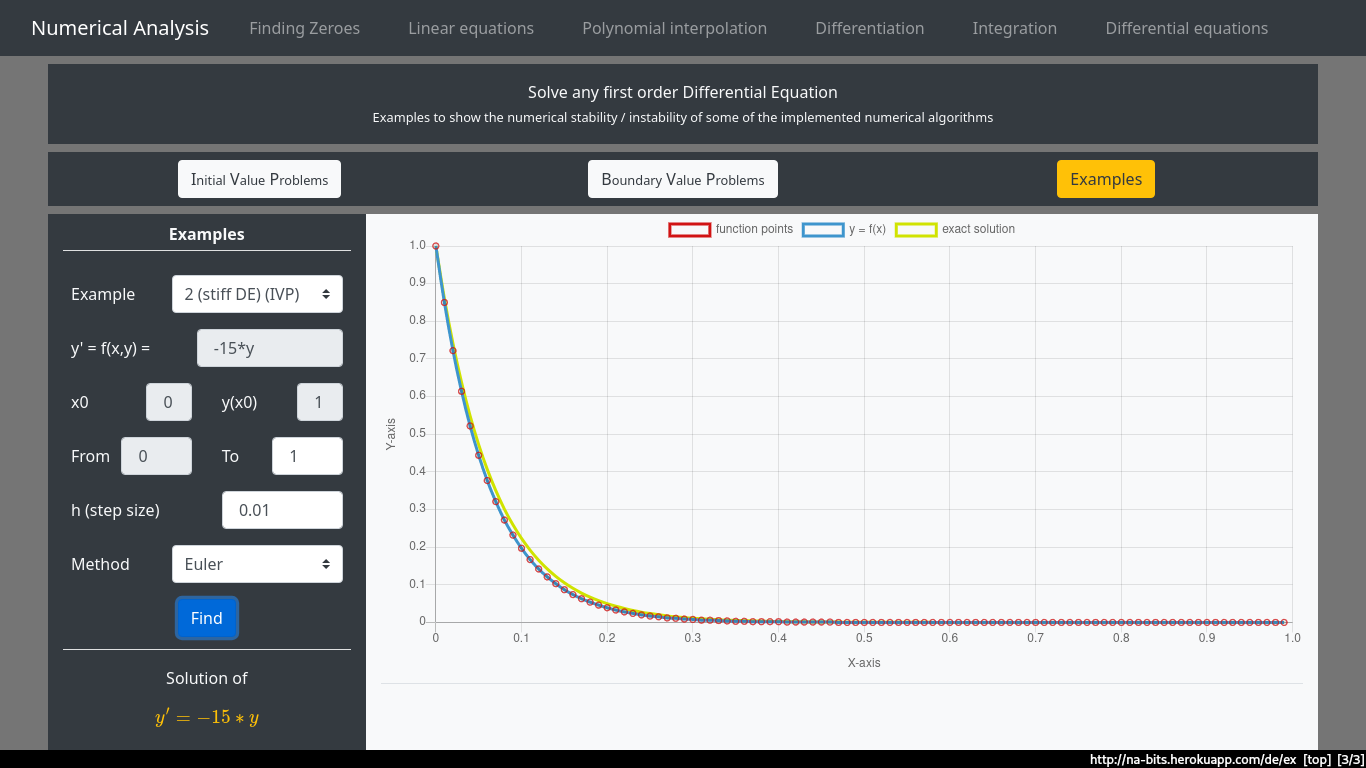 Numerical Analysis Finding Zeroes Linear equations Polynomial interpolation Differentiation Integration Differential equations
Solve any first order Differential Equation
Examples to show the numerical stability / instability of some of the implemented numerical algorithms
Initial Value Problems Boundary Value Problems Examples
Examples
Example 2 (stiff DE) (IVP)
y' = f(x,y) = -15*y
x0 0 y(x0) 1
From 0 To 1
h (step size) 0.01
Method Euler
Find
Solution of
y′ = −15 ∗ y
function points y = f(x) exact solution
1.0
0.9
0.8
0.7
0.6
0.5
0.4
0.3
0.2
0.1
0
Y-axis
0 0.1 0.2 0.3 0.4 0.5 0.6 0.7 0.8 0.9 1.0
X-axis
http://na-bits.herokuapp.com/de/ex [top] [3/3]